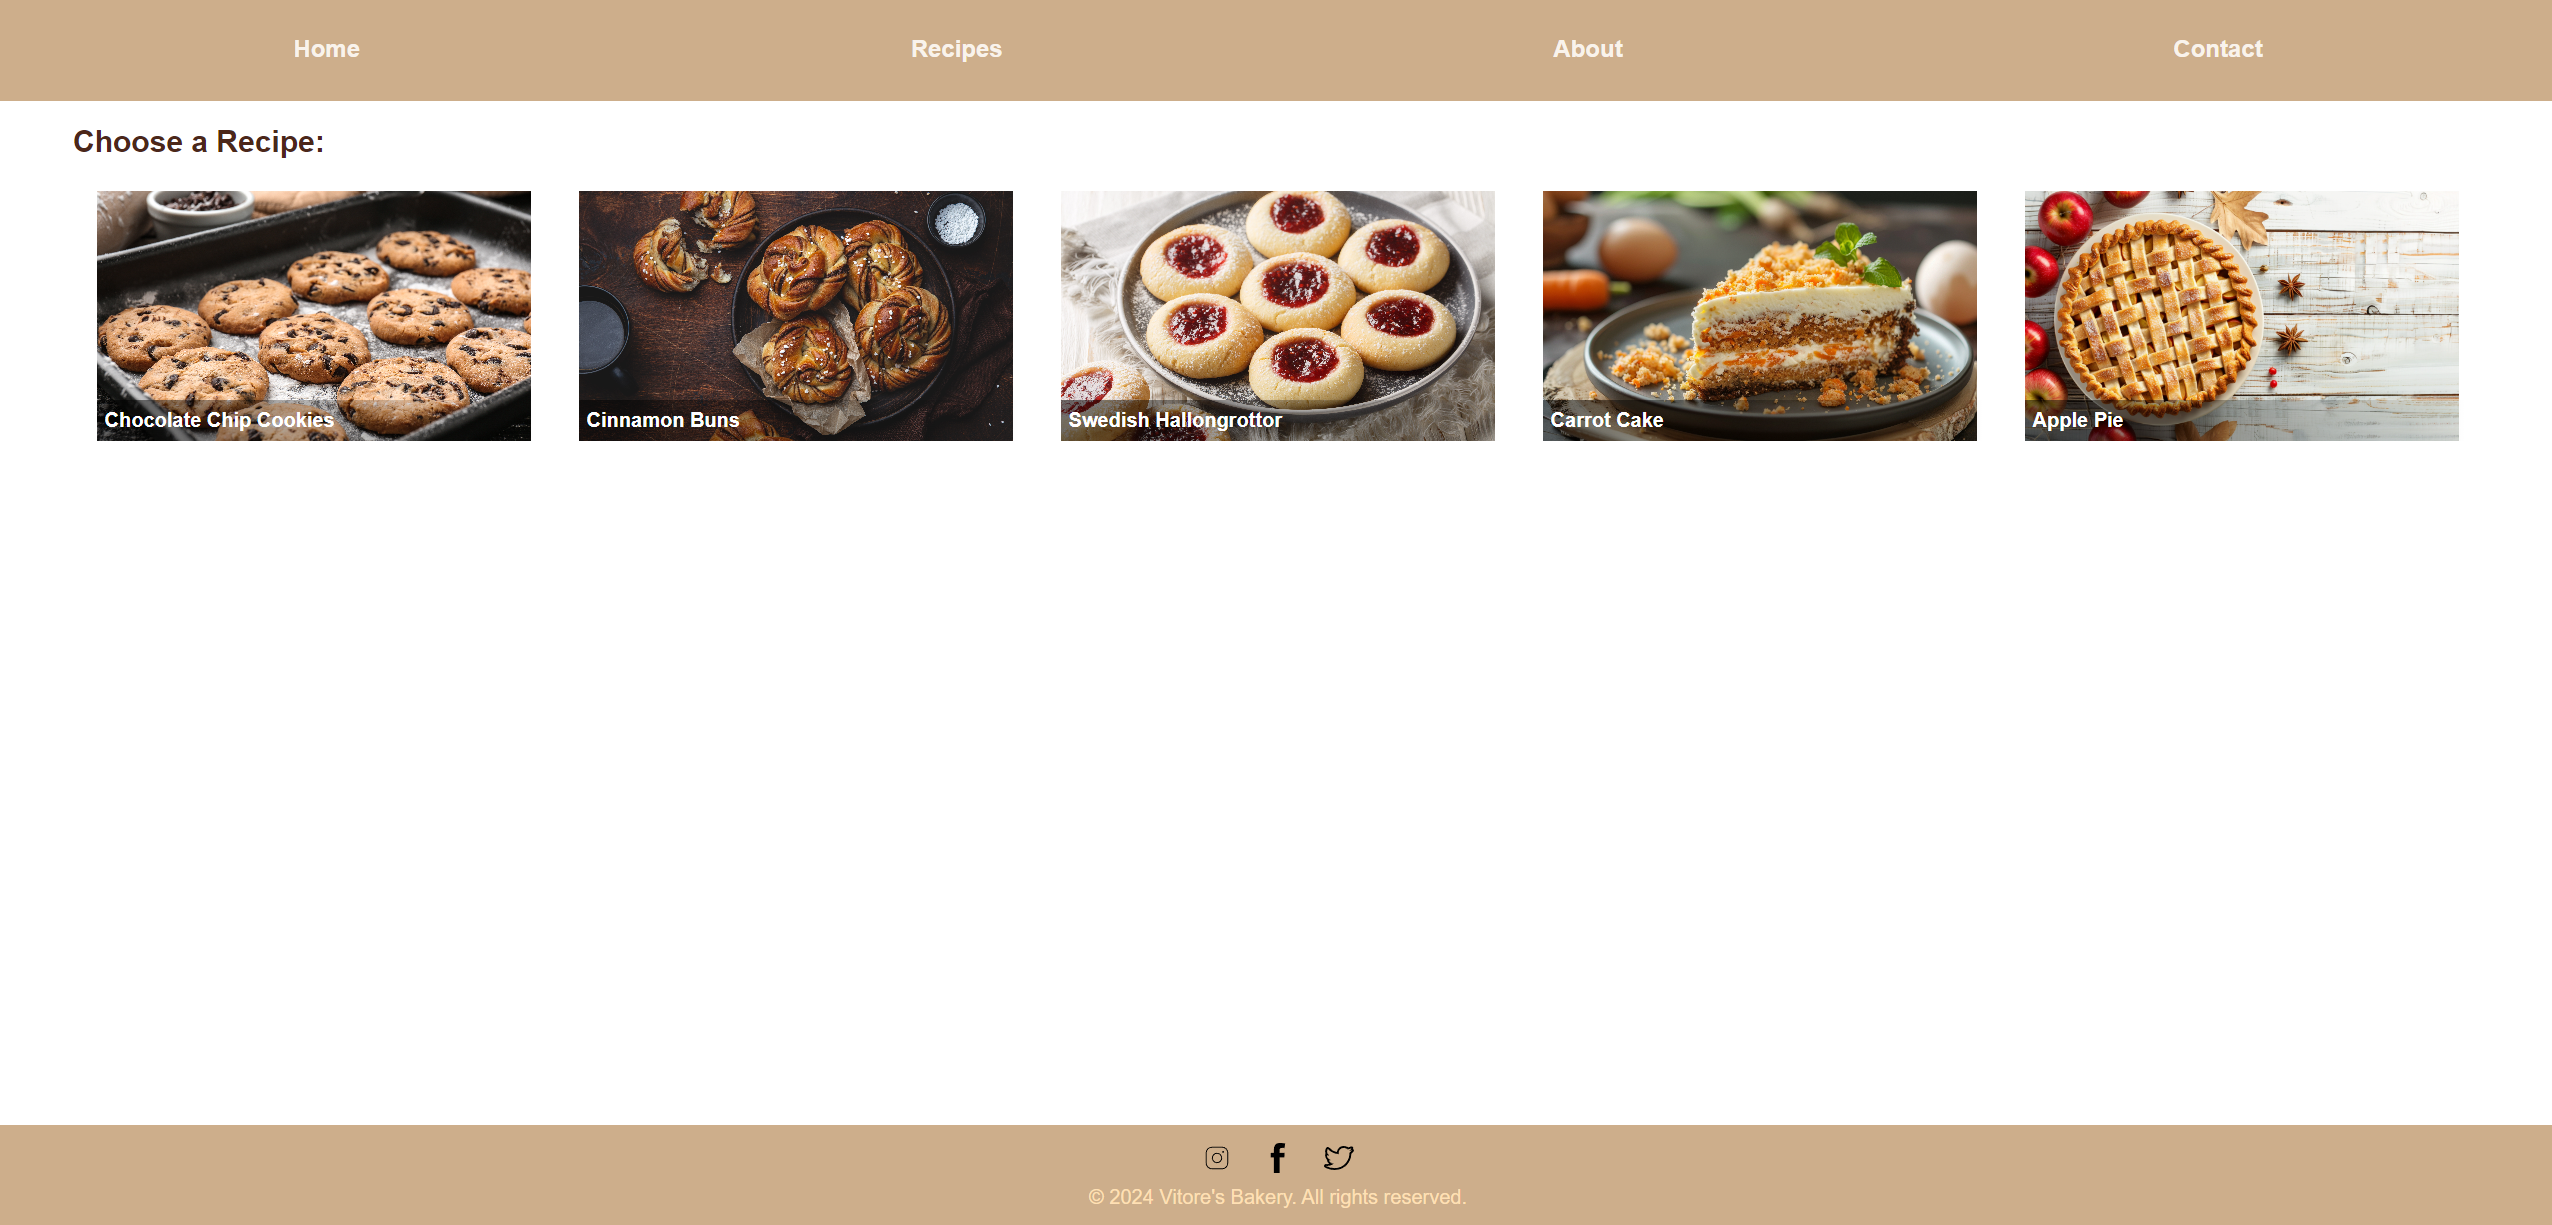 Home
Recipes
About
Contact
Choose a Recipe:
Chocolate Chip Cookies
Cinnamon Buns
Swedish Hallongrottor
Carrot Cake
Apple Pie
© 2024 Vitore's Bakery. All rights reserved.